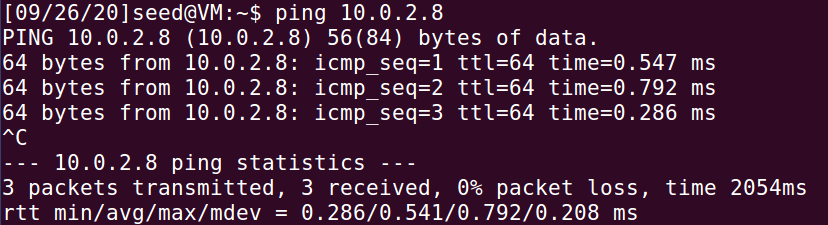 [09/26/20]seed@VM:~$ ping 10.0.2.8
PING 10.0.2.8 (10.0.2.8) 56(84) bytes of data.
64 bytes from 10.0.2.8: icmp_seq=1 ttl=64 time=0.547 ms
64 bytes from 10.0.2.8: icmp_seq=2 ttl=64 time=0.792 ms
64 bytes from 10.0.2.8: icmp_seq=3 ttl=64 time=0.286 ms
^C
--- 10.0.2.8 ping statistics ---
3 packets transmitted, 3 received, 0% packet loss, time 2054ms
rtt min/avg/max/mdev = 0.286/0.541/0.792/0.208 ms